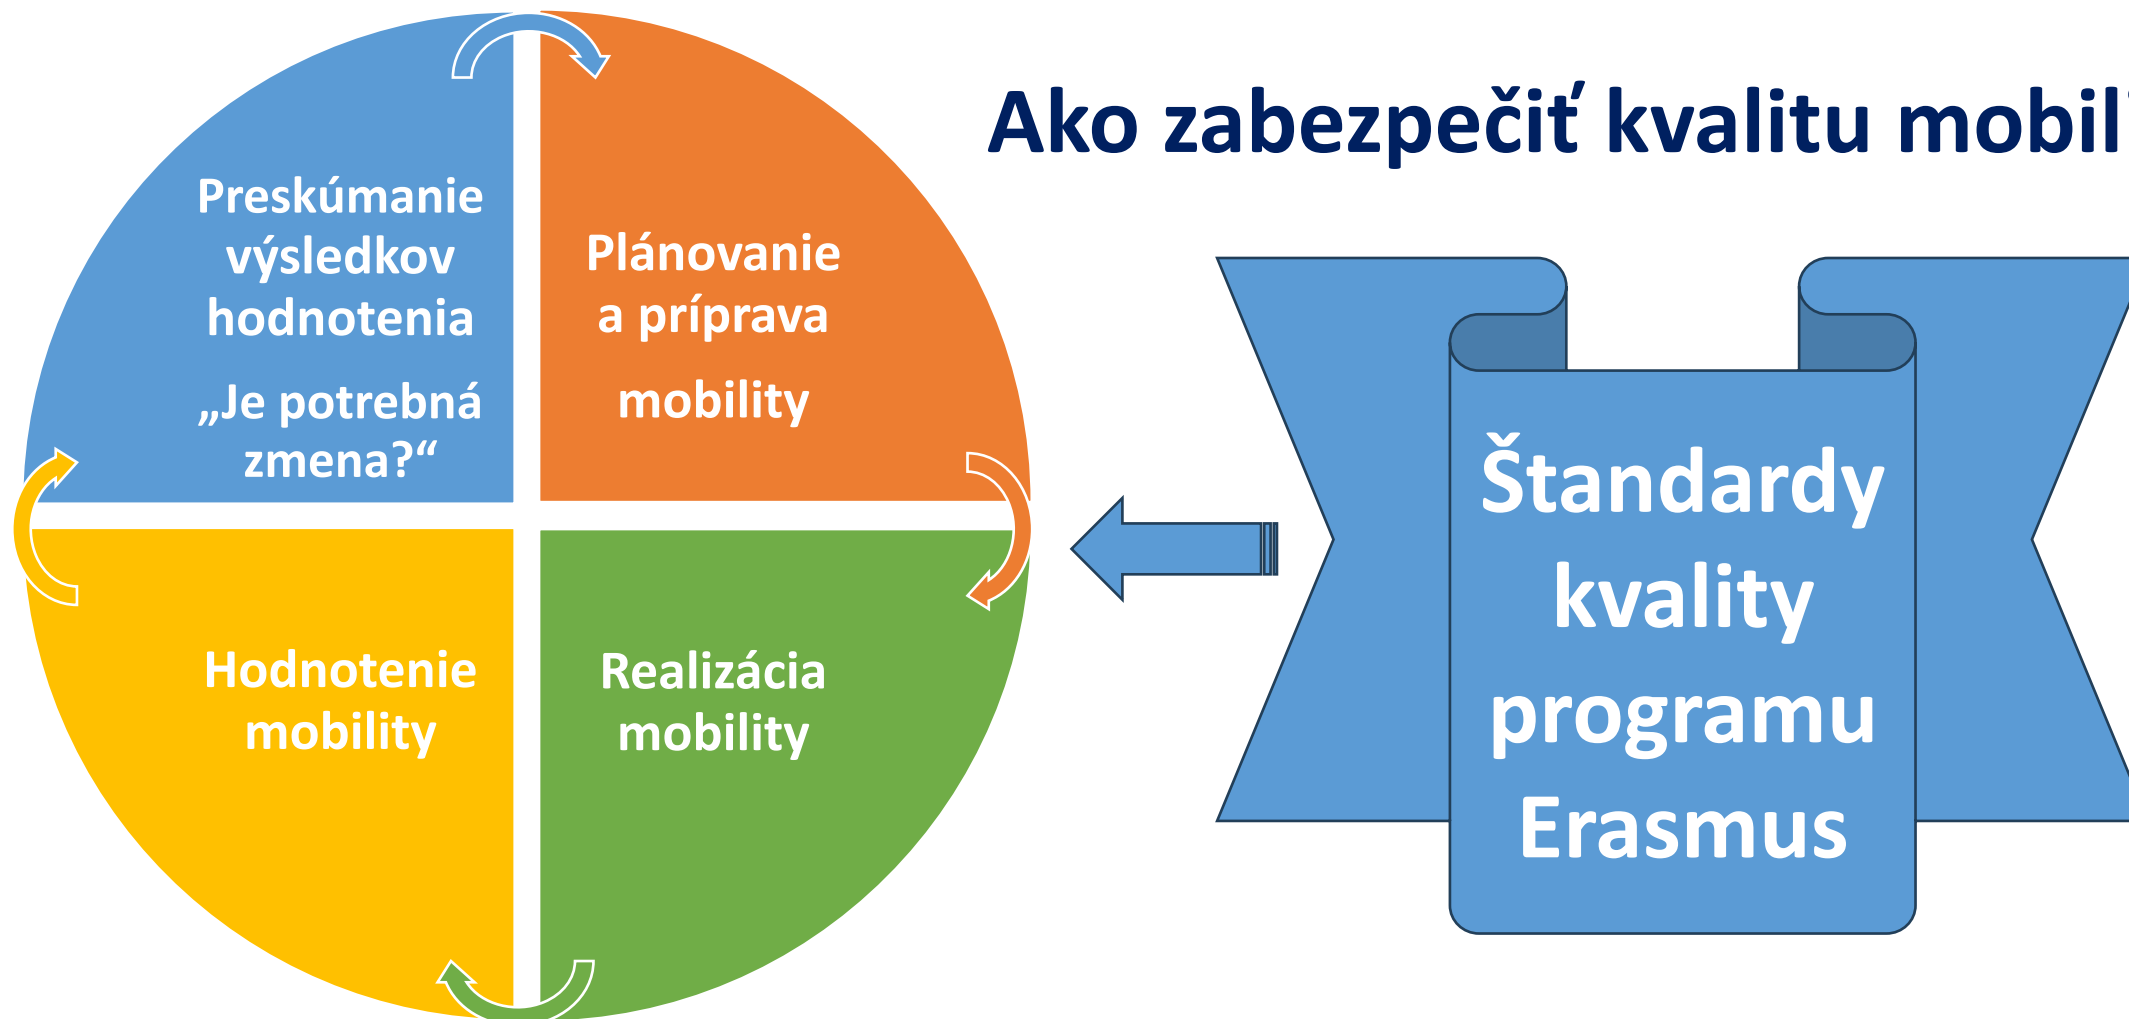 Ako zabezpečiť kvalitu
Preskúmanie
výsledkov
hodnotenia
„Je potrebná
zmena?“
Plánovanie
a príprava
mobility
Hodnotenie
mobility
Realizácia
mobility
Štandardy
kvality
programu
Erasmus